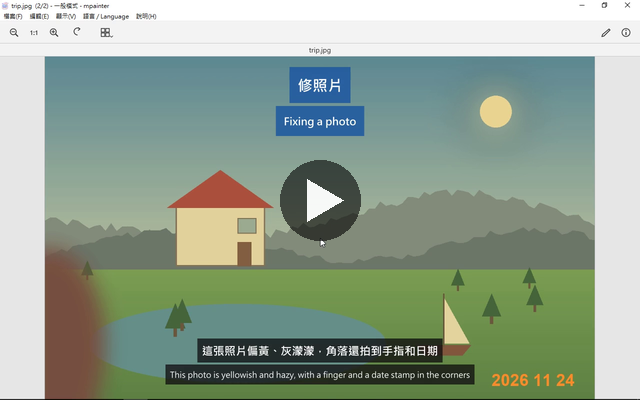 trip.jpg (2/2) - 一般模式 - mpainter
檔案(F) 編輯(E) 顯示(V) 語言 / Language 說明(H)
1:1
trip.jpg
修照片
Fixing a photo
這張照片偏黃、灰濛濛，角落還拍到手指和日期
This photo is yellowish and hazy, with a finger and a date stamp in the corners
2026 11 24